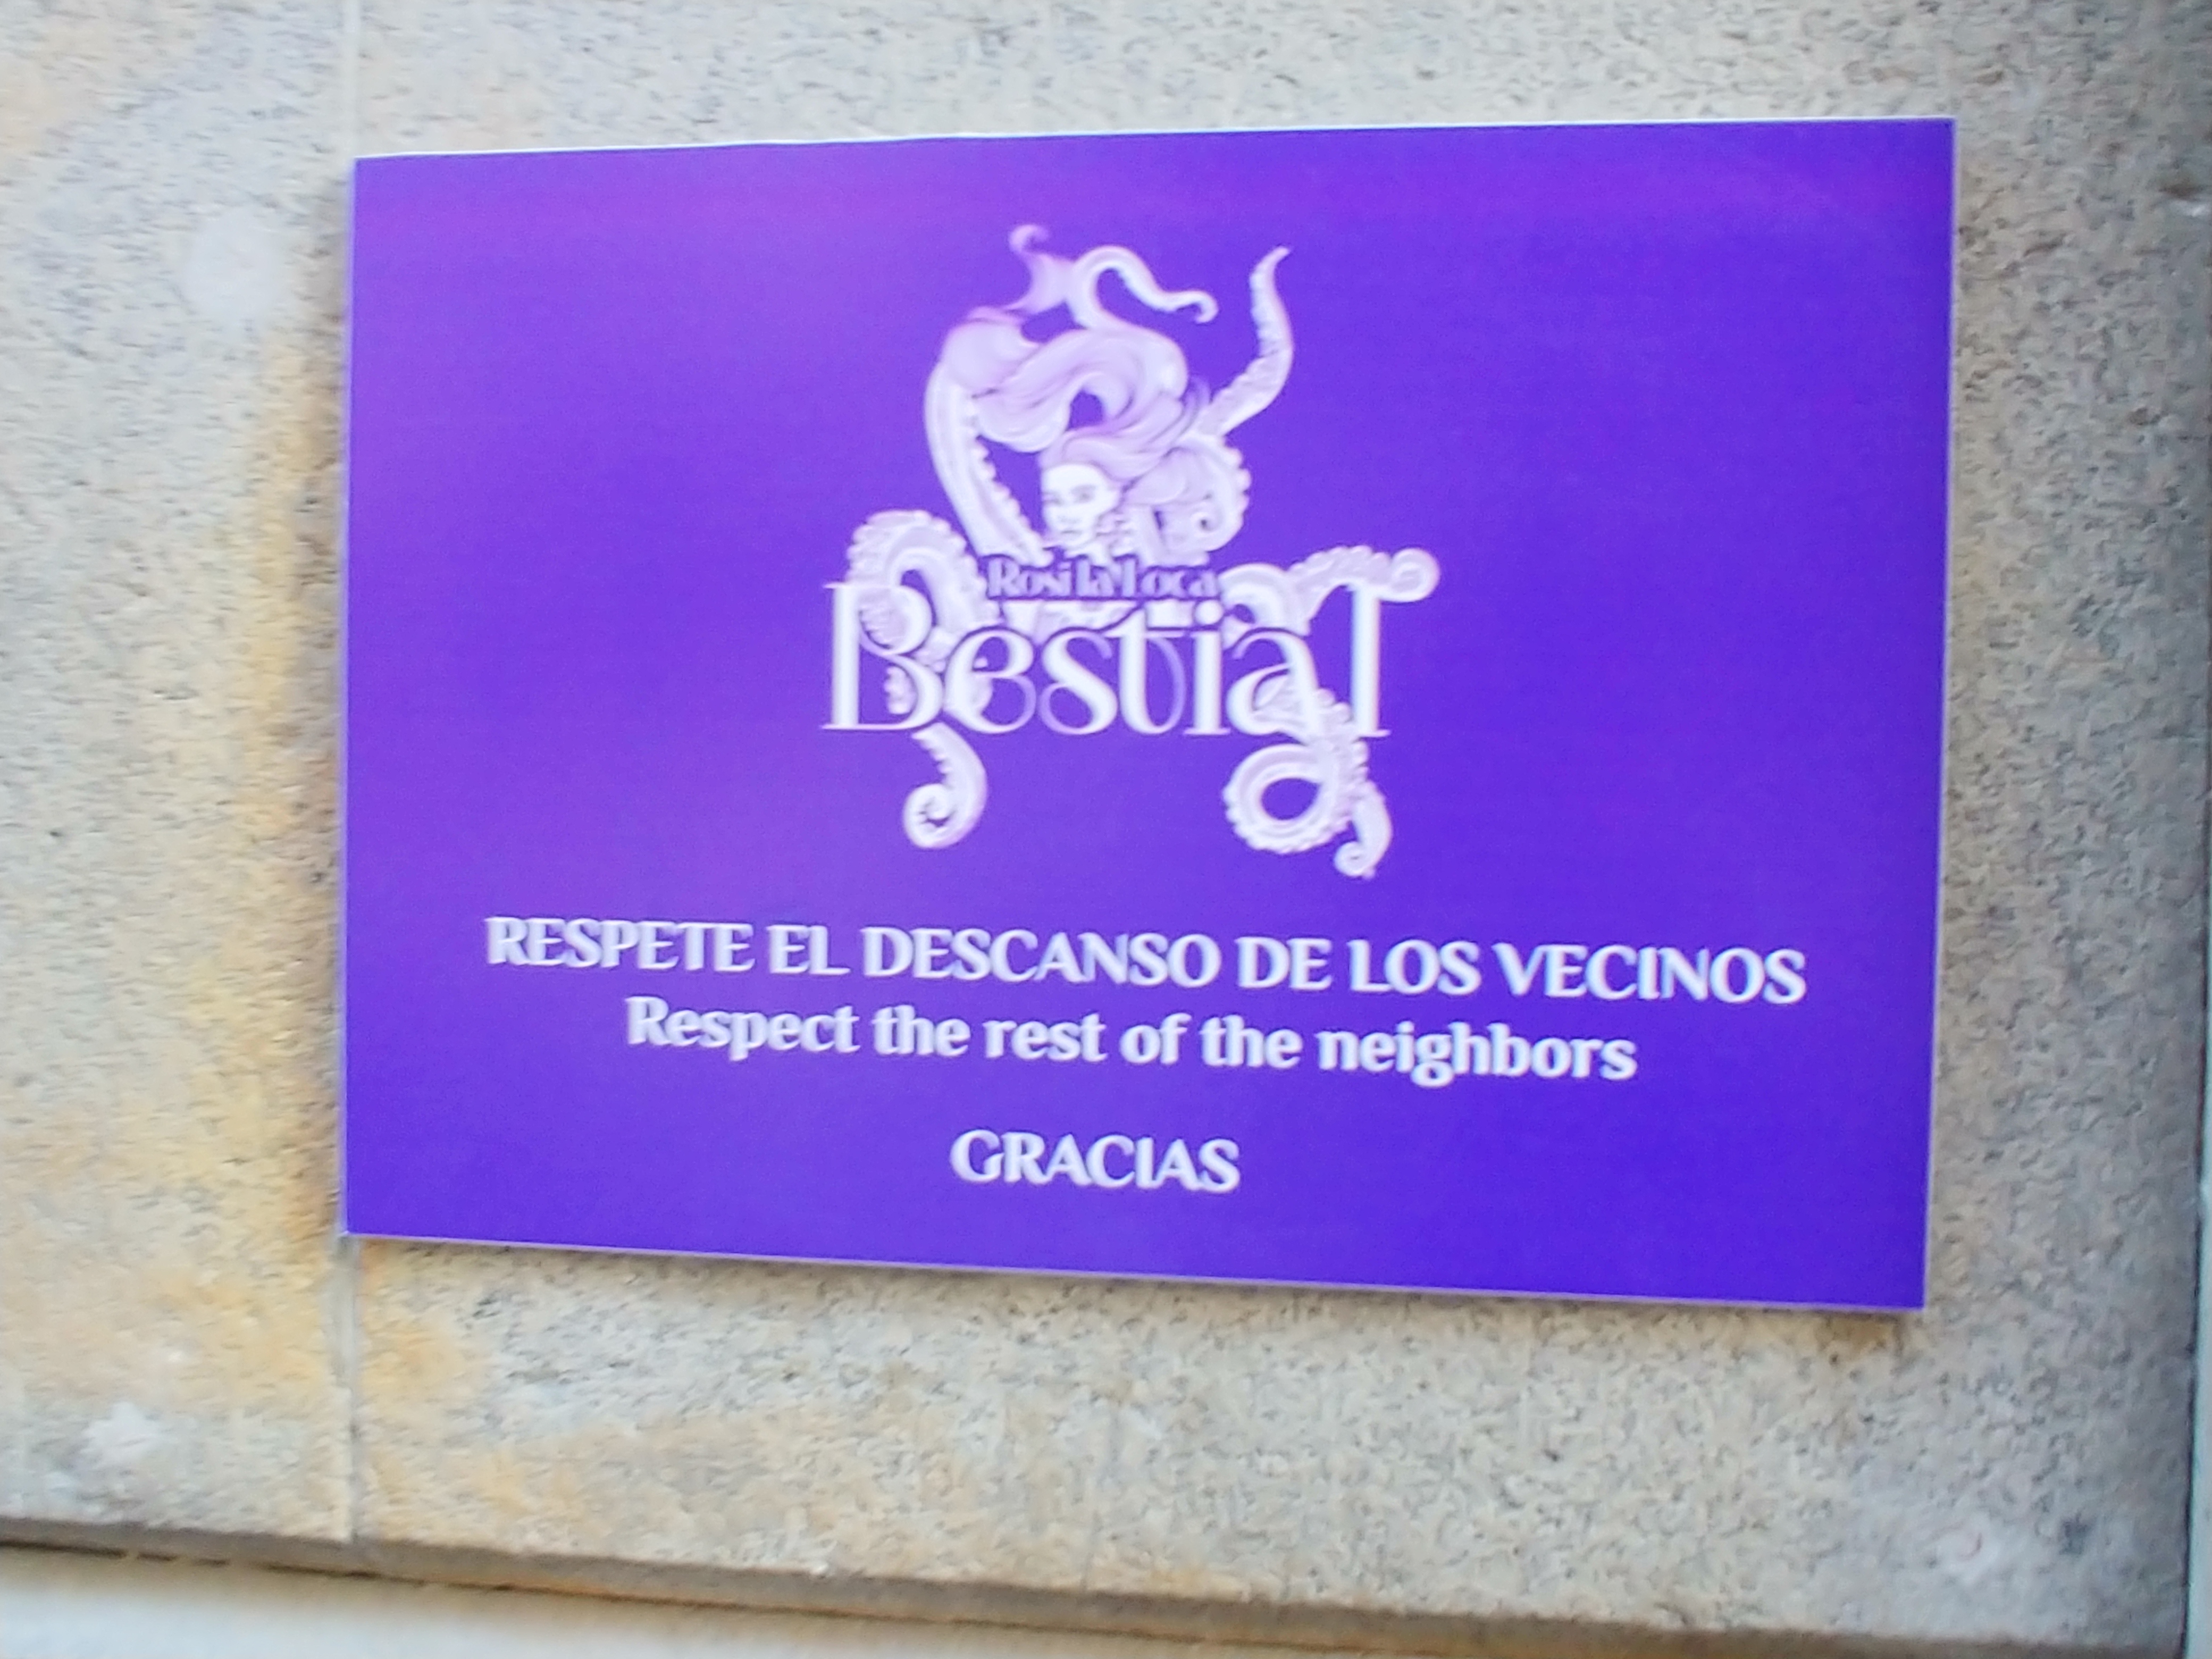 Rosi la Loca
Bestial
RESPETE EL DESCANSO DE LOS VECINOS
Respect the rest of the neighbors
GRACIAS